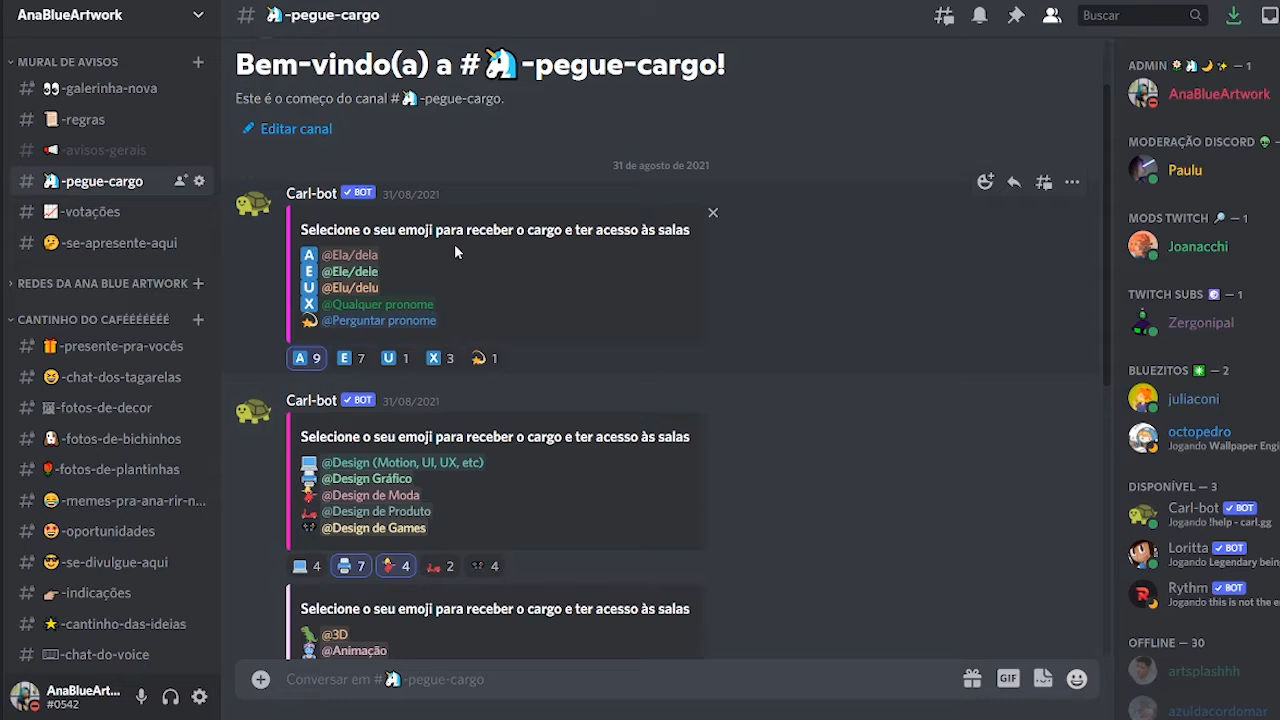 AnaBlueArtwork
MURAL DE AVISOS
-galerinha-nova
-regras
-avisos-gerais
-pegue-cargo
-votações
-se-apresente-aqui
REDES DA ANA BLUE ARTWORK
CANTINHO DO CAFÉÉÉÉÉÉ
-presente-pra-vocês
-chat-dos-tagarelas
-fotos-de-decor
-fotos-de-bichinhos
-fotos-de-plantinhas
-memes-pra-ana-rir-n...
-oportunidades
-se-divulgue-aqui
-indicações
-cantinho-das-ideias
-chat-do-voice
AnaBlueArt...
#0542
# 🦄-pegue-cargo
Buscar
Bem-vindo(a) a #🦄-pegue-cargo!
Este é o começo do canal #🦄-pegue-cargo.
Editar canal
31 de agosto de 2021
Carl-bot ✓ BOT 31/08/2021
Selecione o seu emoji para receber o cargo e ter acesso às salas
A @Ela/dela
E @Ele/dele
U @Elu/delu
X @Qualquer pronome
@Perguntar pronome
A 9 E 7 U 1 X 3 1
Carl-bot ✓ BOT 31/08/2021
Selecione o seu emoji para receber o cargo e ter acesso às salas
@Design (Motion, UI, UX, etc)
@Design Gráfico
@Design de Moda
@Design de Produto
@Design de Games
4 7 4 2 4
Selecione o seu emoji para receber o cargo e ter acesso às salas
@3D
@Animação
Conversar em #🦄-pegue-cargo
GIF
ADMIN — 1
AnaBlueArtwork
MODERAÇÃO DISCORD
Paulu
MODS TWITCH — 1
Joanacchi
TWITCH SUBS — 1
Zergonipal
BLUEZITOS — 2
juliaconi
octopedro
Jogando Wallpaper Engi
DISPONÍVEL — 3
Carl-bot ✓ BOT
Jogando !help - carl.gg
Loritta ✓ BOT
Jogando Legendary bein
Rythm ✓ BOT
Jogando this is not the e
OFFLINE — 30
artsplashhh
azuldacordomar